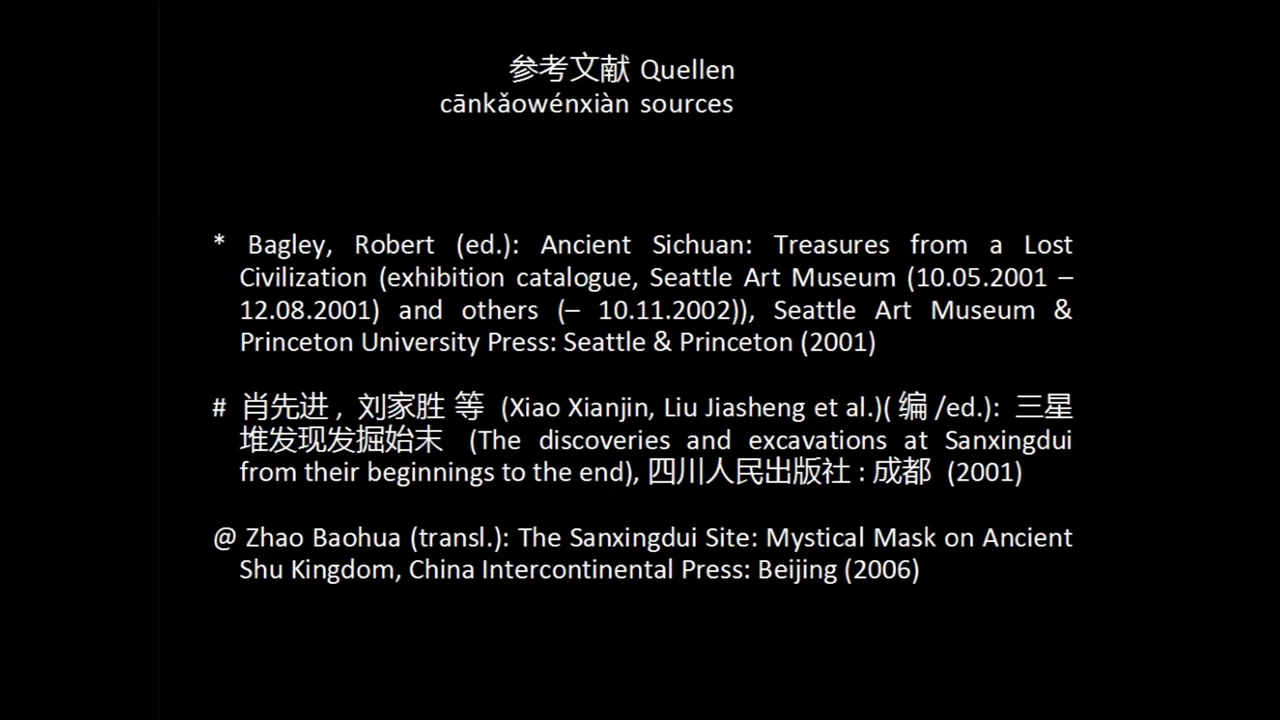 参考文献 Quellen
cānkǎowénxiàn sources
* Bagley, Robert (ed.): Ancient Sichuan: Treasures from a Lost
Civilization (exhibition catalogue, Seattle Art Museum (10.05.2001 –
12.08.2001) and others (– 10.11.2002)), Seattle Art Museum &
Princeton University Press: Seattle & Princeton (2001)
# 肖先进, 刘家胜 等 (Xiao Xianjin, Liu Jiasheng et al.)( 编 /ed.): 三星
堆发现发掘始末 (The discoveries and excavations at Sanxingdui
from their beginnings to the end), 四川人民出版社 : 成都 (2001)
@ Zhao Baohua (transl.): The Sanxingdui Site: Mystical Mask on Ancient
Shu Kingdom, China Intercontinental Press: Beijing (2006)